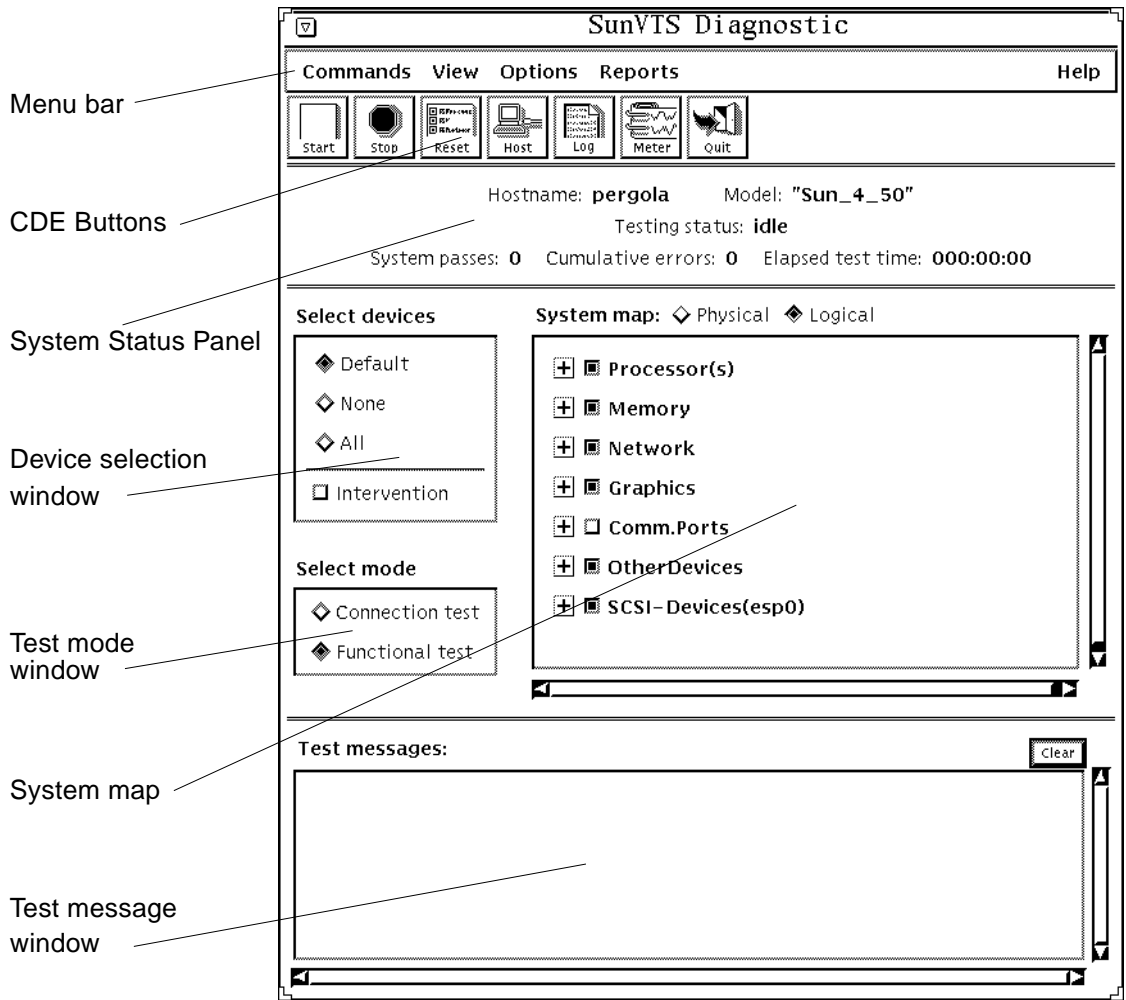 SunVTS Diagnostic
Commands View Options Reports Help
Menu bar
Start Stop Reset Host Log Meter Quit
CDE Buttons
Hostname: pergola Model: "Sun_4_50"
Testing status: idle
System passes: 0 Cumulative errors: 0 Elapsed test time: 000:00:00
System Status Panel
Select devices
Default
None
All
Intervention
Device selection
window
Select mode
Connection test
Functional test
Test mode
window
System map: Physical Logical
Processor(s)
Memory
Network
Graphics
Comm.Ports
OtherDevices
SCSI-Devices(esp0)
System map
Test messages: Clear
Test message
window